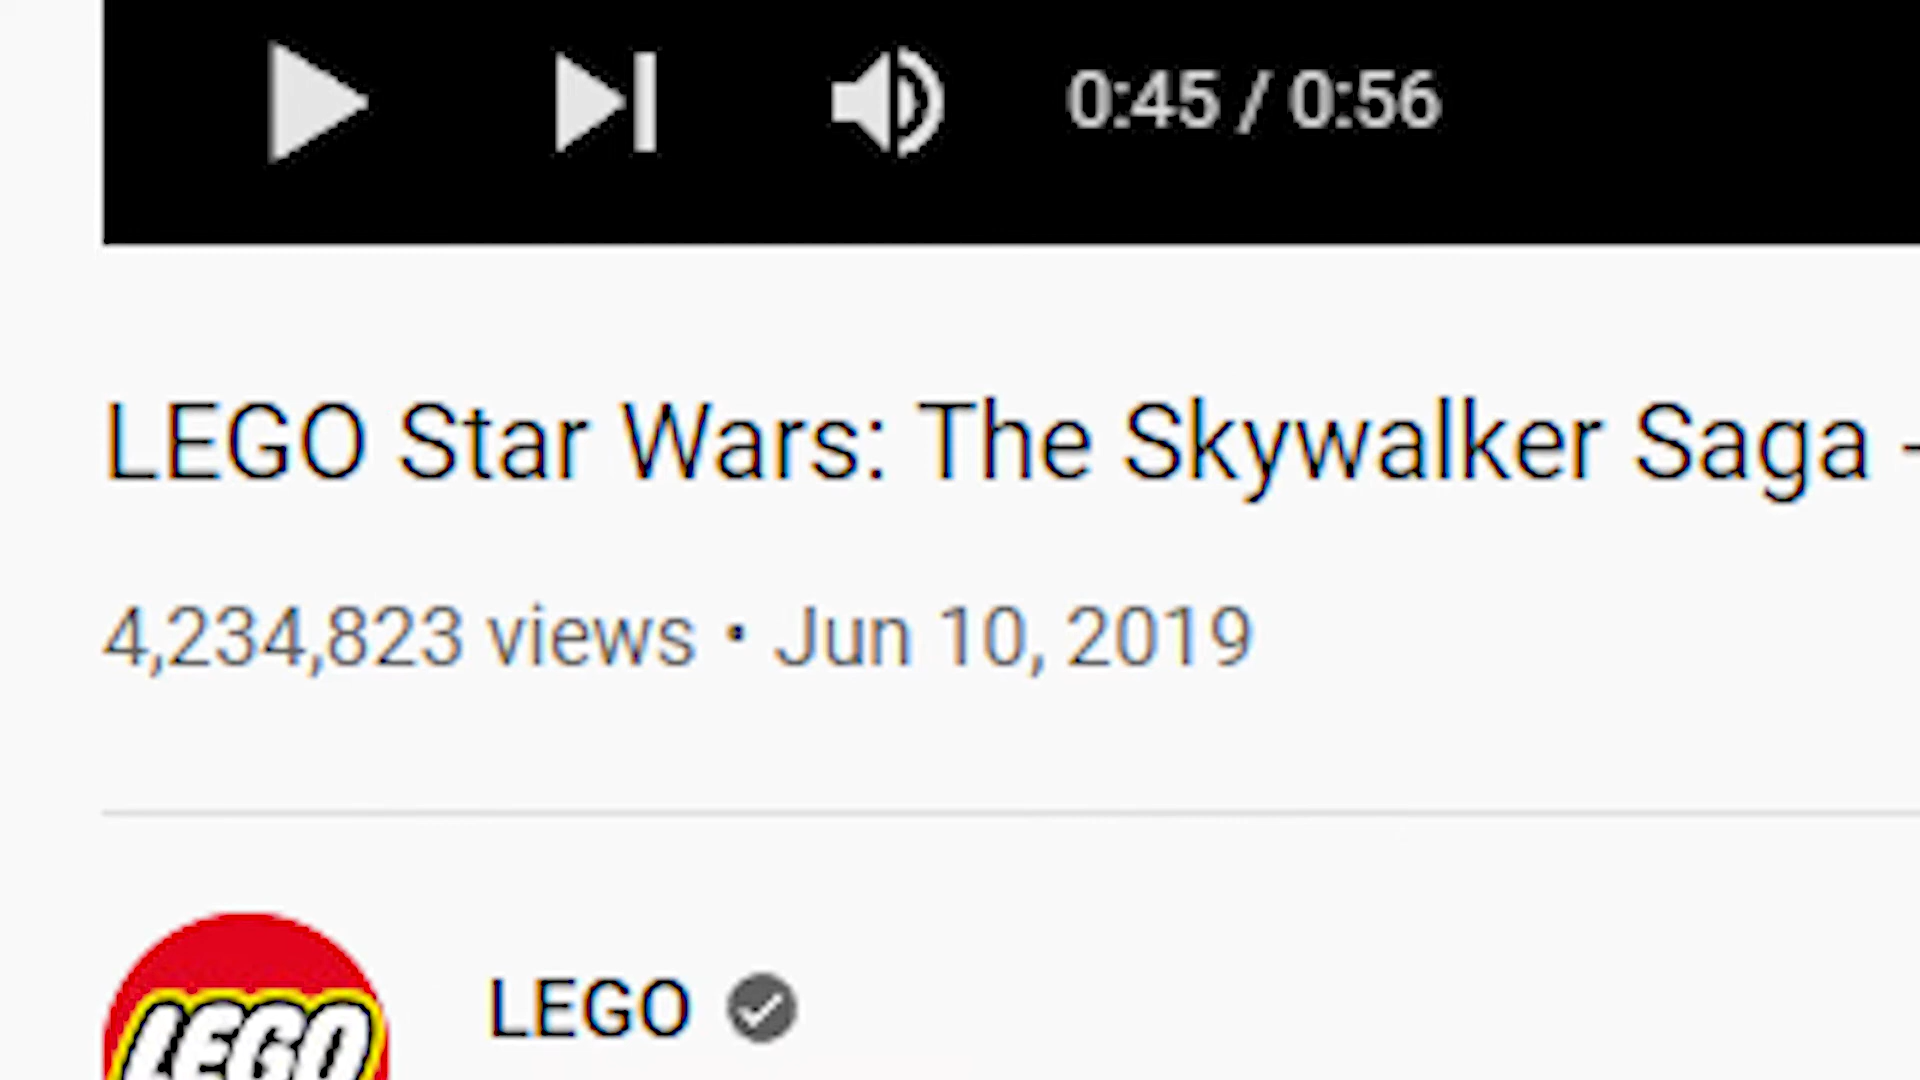 0:45 / 0:56
LEGO Star Wars: The Skywalker Saga -
4,234,823 views • Jun 10, 2019
LEGO
LEGO